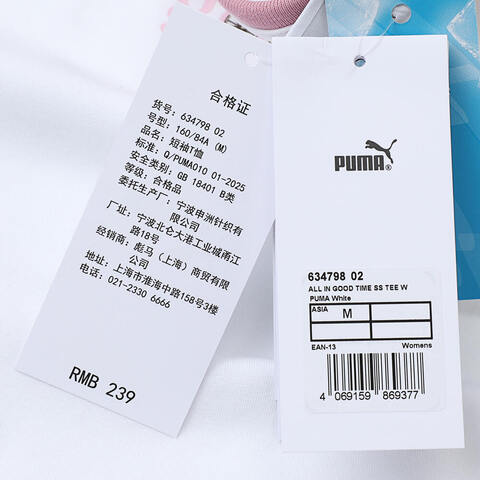 合格证
货号: 634798 02
号型: 160/84A (M)
品名: 短袖T恤
标准: Q/PUMA010 01-2025
安全类别: GB 18401 B类
等级: 合格品
委托生产厂: 宁波申洲针织有
限公司
厂址: 宁波北仑大港工业城甬江
路18号
经销商: 彪马(上海)商贸有限
公司
地址: 上海市淮海中路158号3楼
电话: 021-2330 6666
RMB 239
PUMA®
634798 02
ALL IN GOOD TIME SS TEE W
PUMA White
ASIA M
EAN-13 Womens
4 069159 869377